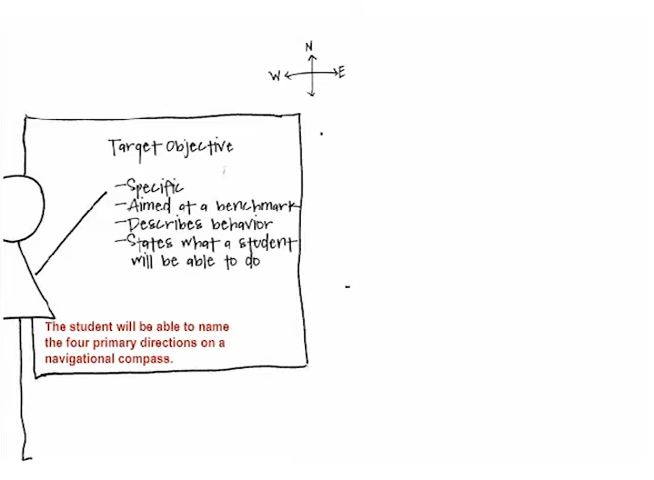 N
W E
Target Objective
-Specific
-Aimed at a benchmark
-Describes behavior
-States what a student
will be able to do
The student will be able to name
the four primary directions on a
navigational compass.